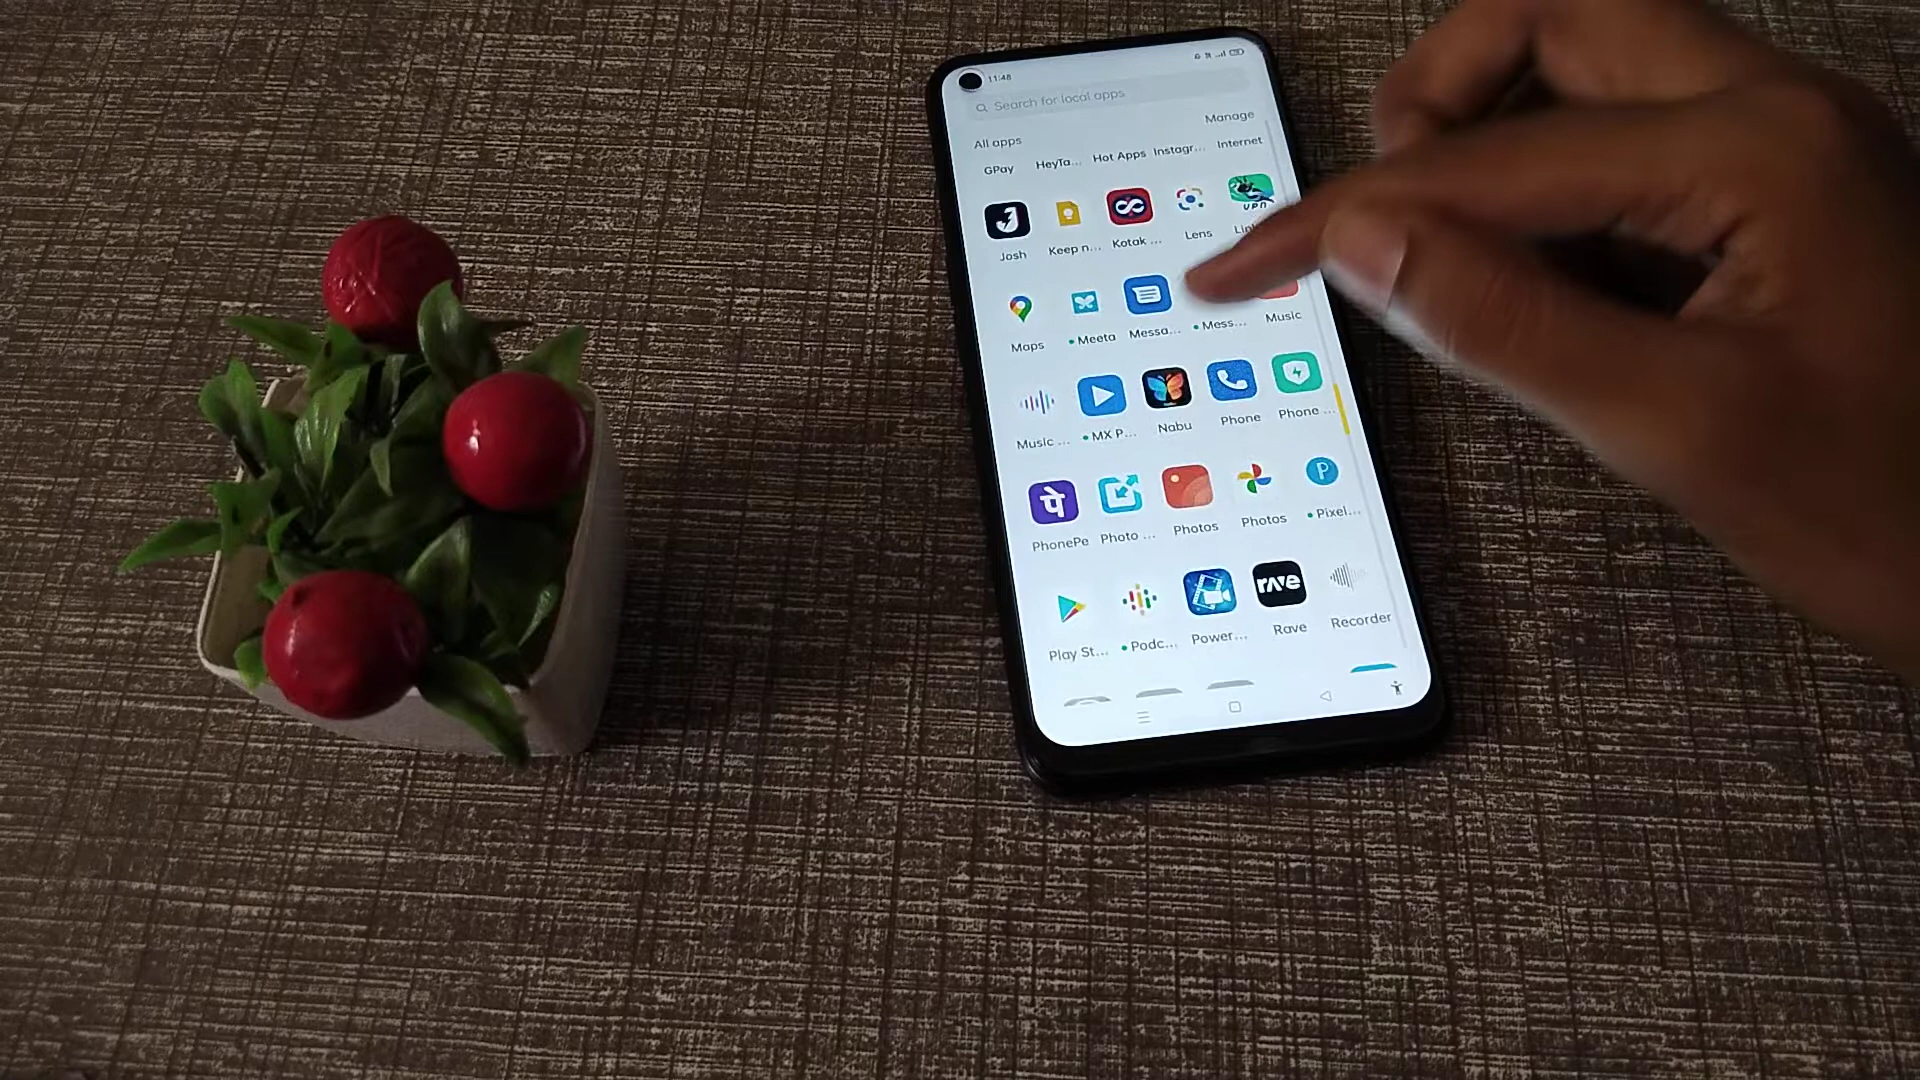 11:48
Search for local apps
Manage
All apps
GPay HeyTa... Hot Apps Instagr... Internet
VPN
Josh Keep n... Kotak ... Lens
Maps Meeta Messa... Mess... Music
Music ... MX P... Nabu Phone Phone ...
पे
P
PhonePe Photo ... Photos Photos Pixel...
rave
Play St... Podc... Power... Rave Recorder